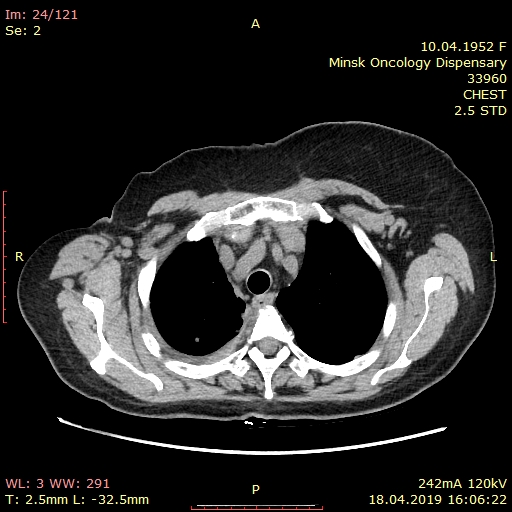 Im: 24/121
Se: 2
A
10.04.1952 F
Minsk Oncology Dispensary
33960
CHEST
2.5 STD
R
L
WL: 3 WW: 291
T: 2.5mm L: -32.5mm
P
242mA 120kV
18.04.2019 16:06:22